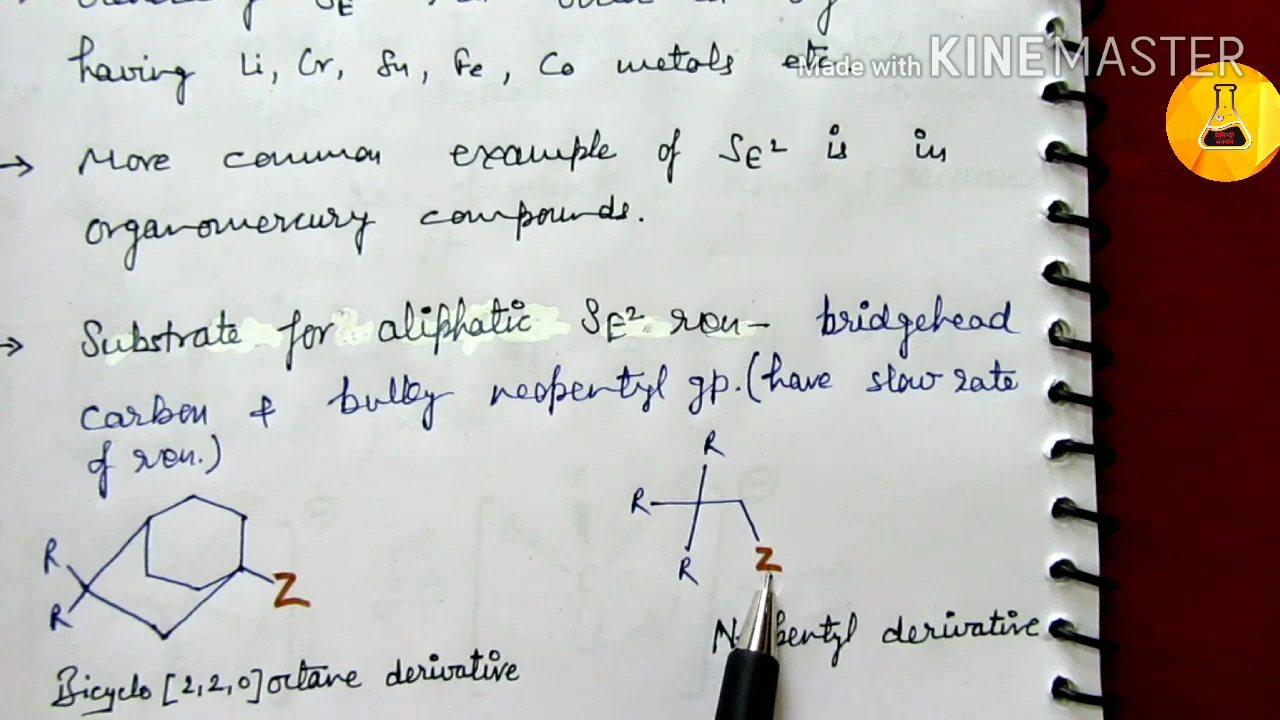 having Li, Cr, Sn, Fe, Co metals etc.
Made with KINEMASTER
→ More common example of SE² is in
organomercury compounds.
→ Substrate for aliphatic SE² rxn- bridgehead
carbon & bulky neopentyl gp. (have slow rate
of rxn.)
R
R
R
R
R
Z
Z
pentyl derivative
Bicyclo [2,2,0] octane derivative